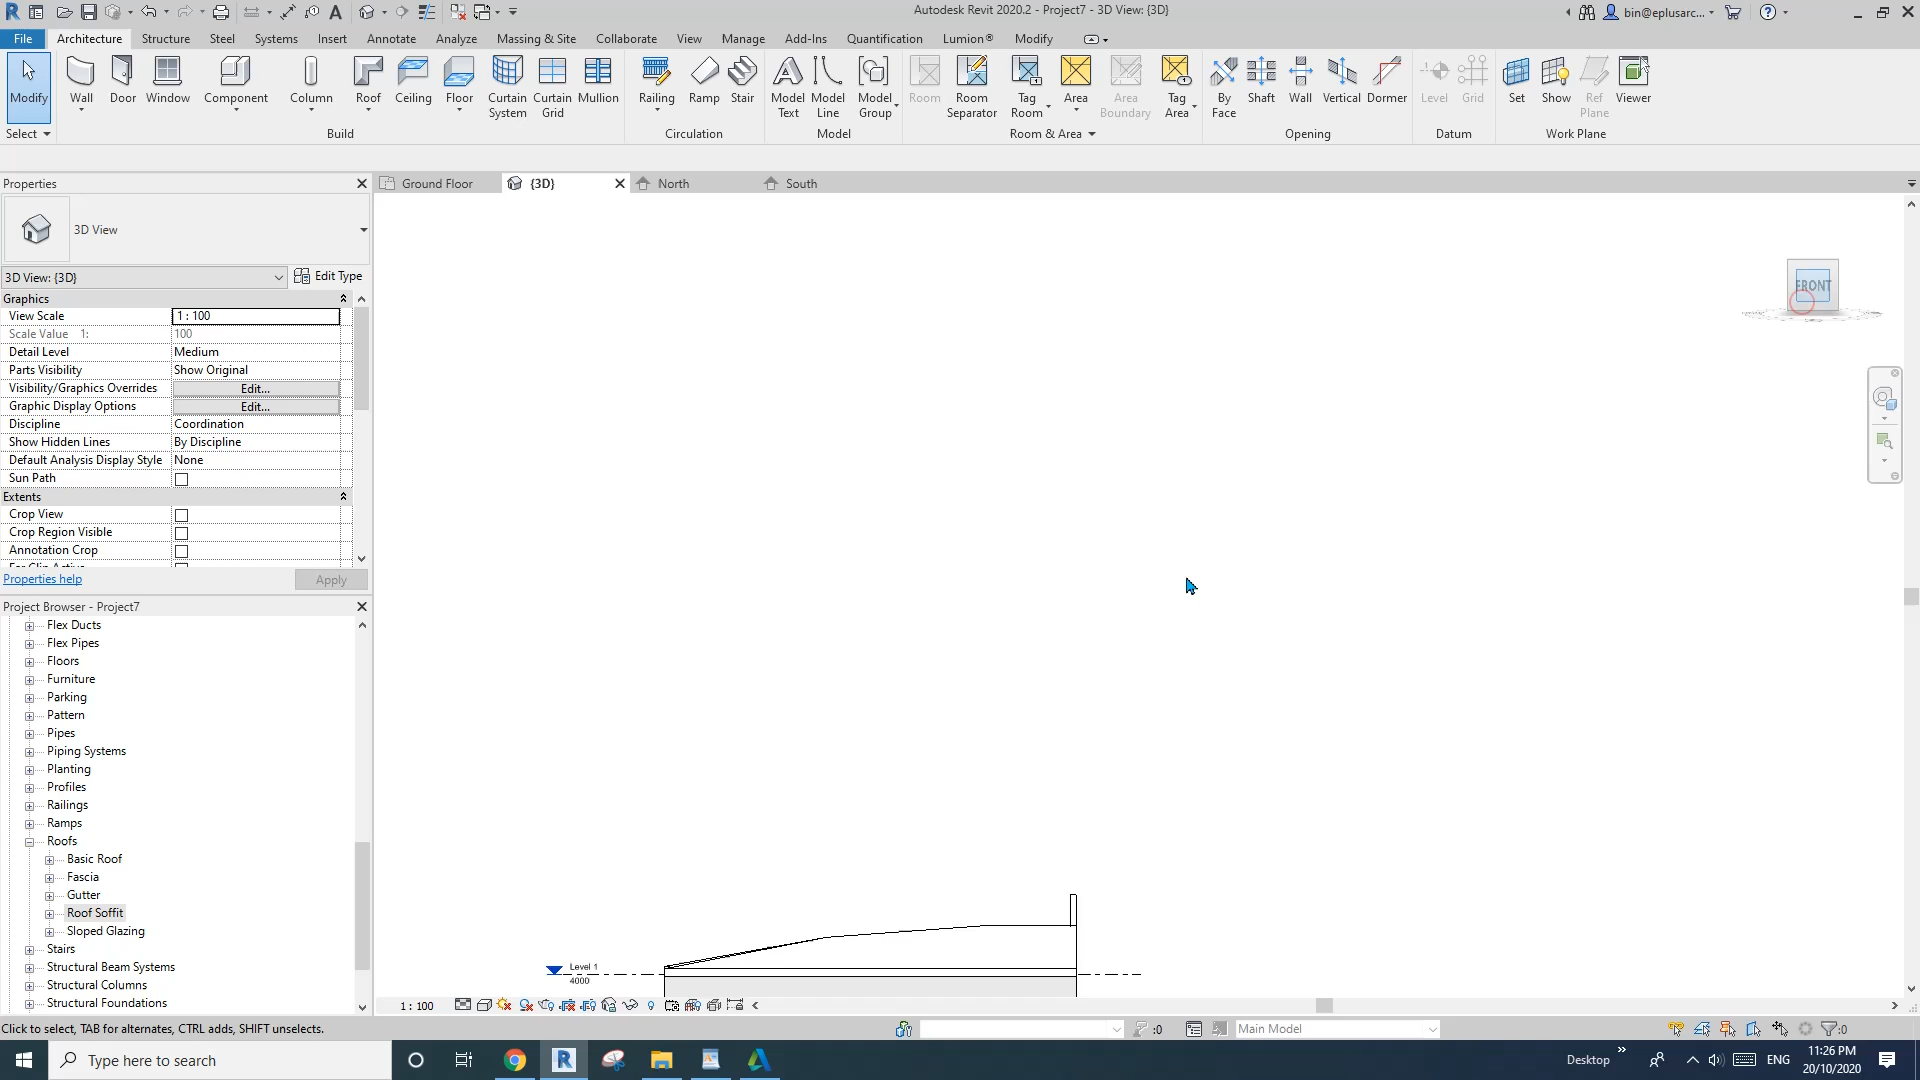 Autodesk Revit 2020.2 - Project7 - 3D View: {3D}
bin@eplusarc...
File
Architecture
Structure
Steel
Systems
Insert
Annotate
Analyze
Massing & Site
Collaborate
View
Manage
Add-Ins
Quantification
Lumion®
Modify
Modify
Wall
Door
Window
Component
Column
Roof
Ceiling
Floor
Curtain System
Curtain Grid
Mullion
Railing
Ramp
Stair
Model Text
Model Line
Model Group
Room
Room Separator
Tag Room
Area
Area Boundary
Tag Area
By Face
Shaft
Wall
Vertical
Dormer
Level
Grid
Set
Show
Ref Plane
Viewer
Select
Build
Circulation
Model
Room & Area
Opening
Datum
Work Plane
Properties
Ground Floor
{3D}
North
South
3D View
3D View: {3D}
Edit Type
Graphics
View Scale
1 : 100
Scale Value 1:
100
Detail Level
Medium
Parts Visibility
Show Original
Visibility/Graphics Overrides
Edit...
Graphic Display Options
Edit...
Discipline
Coordination
Show Hidden Lines
By Discipline
Default Analysis Display Style
None
Sun Path
Extents
Crop View
Crop Region Visible
Annotation Crop
Far Clip Active
Properties help
Apply
Project Browser - Project7
Flex Ducts
Flex Pipes
Floors
Furniture
Parking
Pattern
Pipes
Piping Systems
Planting
Profiles
Railings
Ramps
Roofs
Basic Roof
Fascia
Gutter
Roof Soffit
Sloped Glazing
Stairs
Structural Beam Systems
Structural Columns
Structural Foundations
FRONT
Level 1
4000
1 : 100
Click to select, TAB for alternates, CTRL adds, SHIFT unselects.
:0
Main Model
:0
Type here to search
Desktop
ENG
11:26 PM
20/10/2020